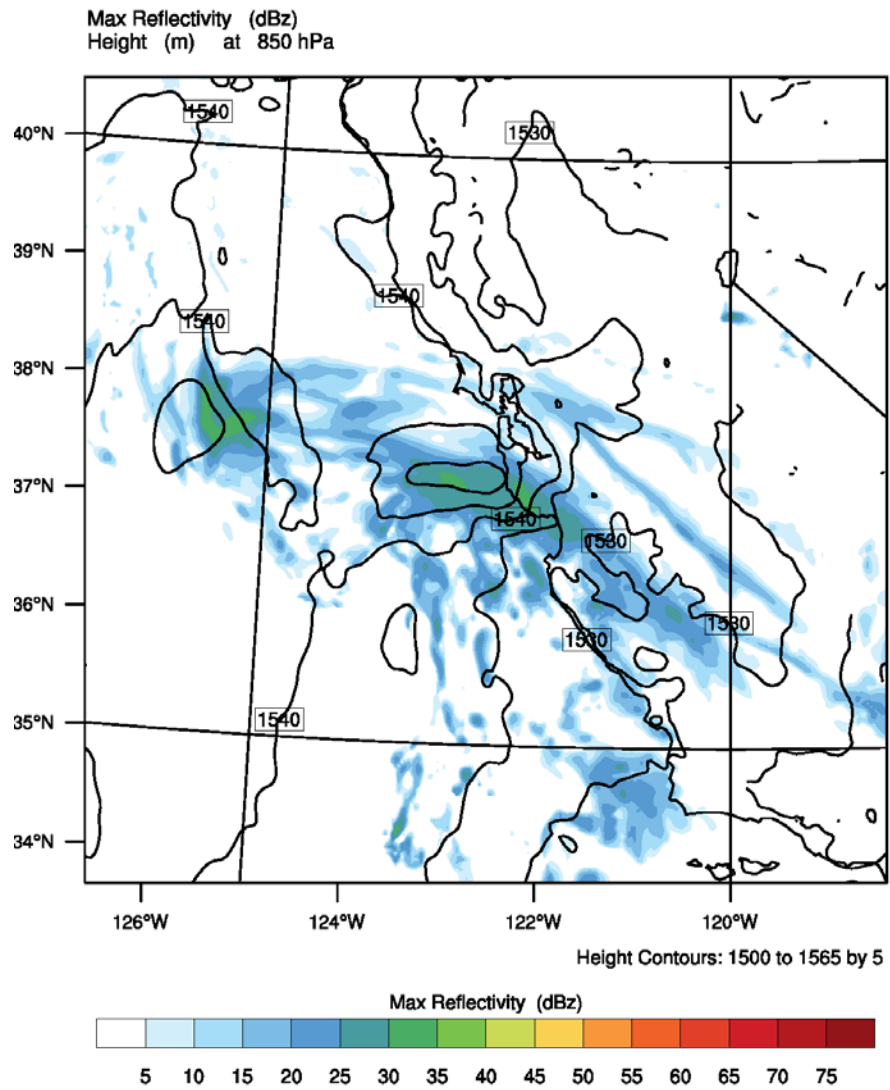 Max Reflectivity (dBz)
Height (m) at 850 hPa
1540
1530
40°N
39°N
1540
1540
38°N
37°N
1540
1530
36°N
1530
1530
1540
35°N
34°N
126°W 124°W 122°W 120°W
Height Contours: 1500 to 1565 by 5
Max Reflectivity (dBz)
5 10 15 20 25 30 35 40 45 50 55 60 65 70 75